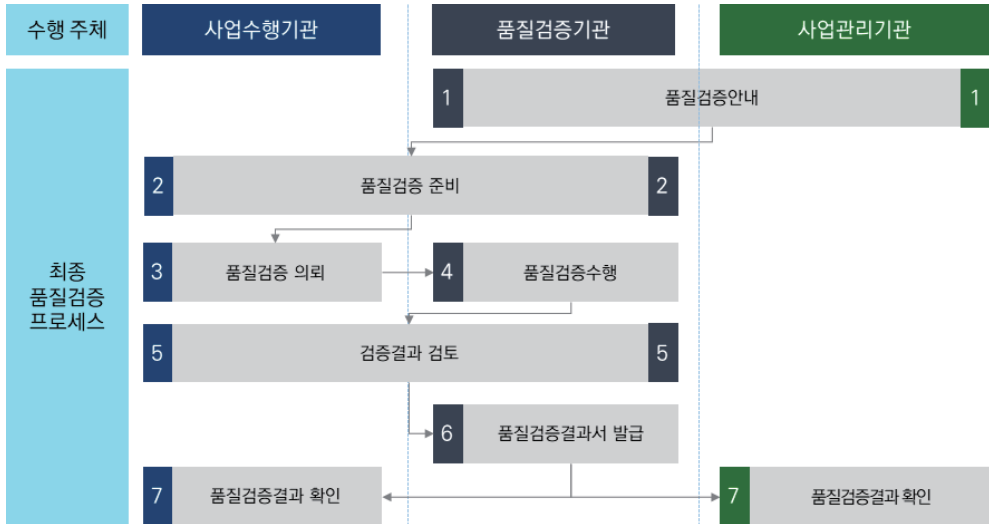 수행 주체
사업수행기관
품질검증기관
사업관리기관
최종
품질검증
프로세스
1
품질검증안내
1
2
품질검증 준비
2
3
품질검증 의뢰
4
품질검증수행
5
검증결과 검토
5
6
품질검증결과서 발급
7
품질검증결과 확인
7
품질검증결과 확인